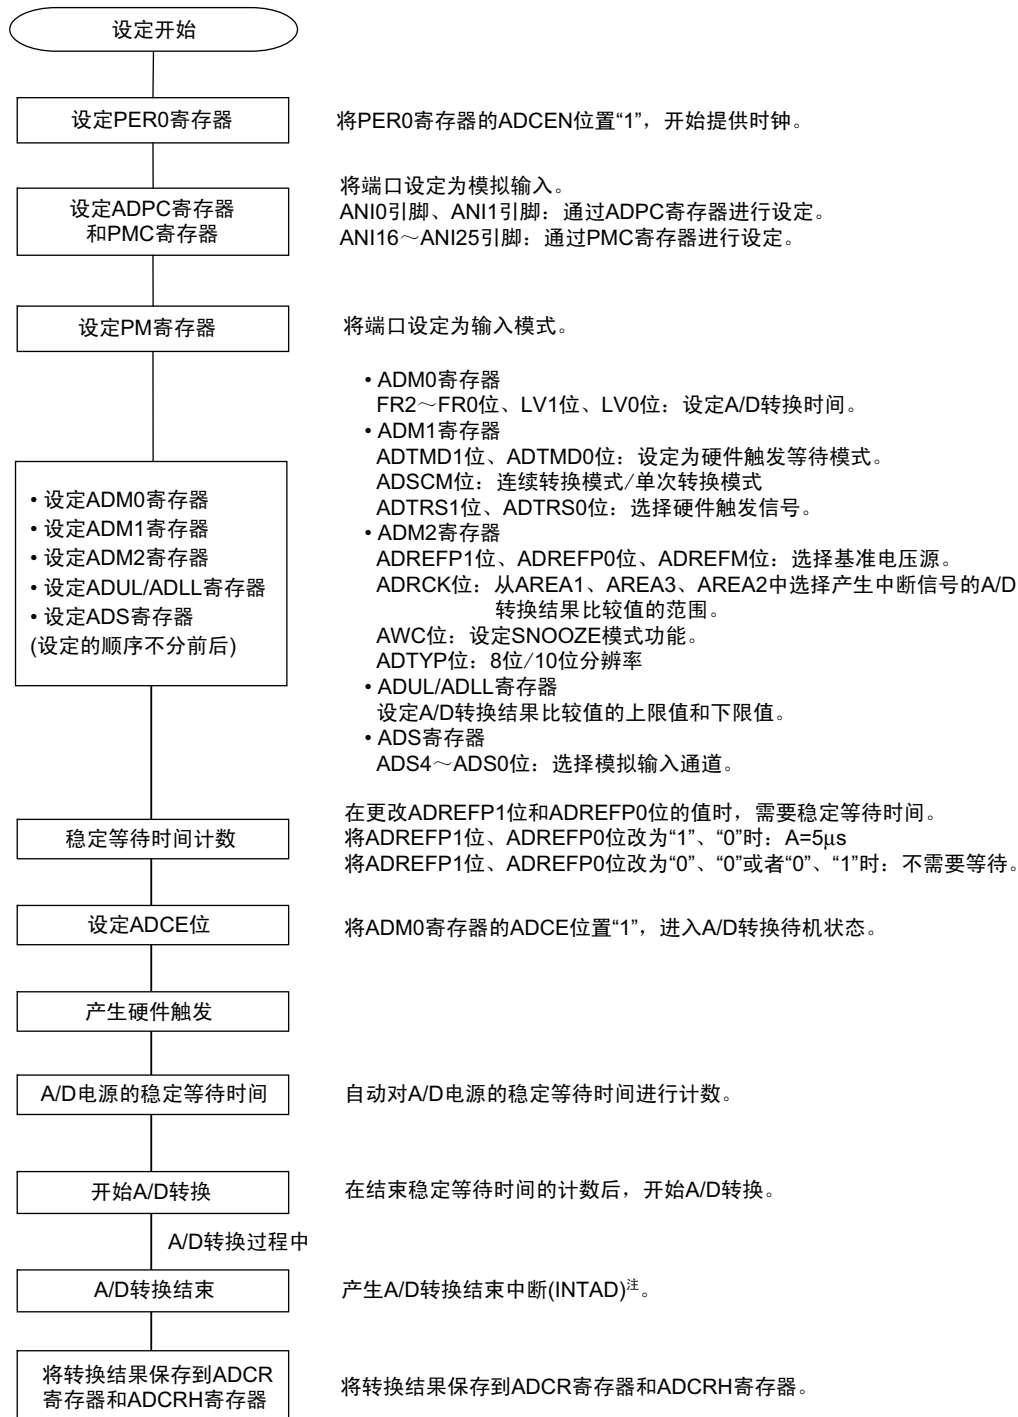 设定开始
设定PER0寄存器
将PER0寄存器的ADCEN位置“1”，开始提供时钟。
设定ADPC寄存器
和PMC寄存器
将端口设定为模拟输入。
ANI0引脚、ANI1引脚：通过ADPC寄存器进行设定。
ANI16～ANI25引脚：通过PMC寄存器进行设定。
设定PM寄存器
将端口设定为输入模式。
• 设定ADM0寄存器
• 设定ADM1寄存器
• 设定ADM2寄存器
• 设定ADUL/ADLL寄存器
• 设定ADS寄存器
(设定的顺序不分前后)
• ADM0寄存器
FR2～FR0位、LV1位、LV0位：设定A/D转换时间。
• ADM1寄存器
ADTMD1位、ADTMD0位：设定为硬件触发等待模式。
ADSCM位：连续转换模式/单次转换模式
ADTRS1位、ADTRS0位：选择硬件触发信号。
• ADM2寄存器
ADREFP1位、ADREFP0位、ADREFM位：选择基准电压源。
ADRCK位：从AREA1、AREA3、AREA2中选择产生中断信号的A/D
转换结果比较值的范围。
AWC位：设定SNOOZE模式功能。
ADTYP位：8位/10位分辨率
• ADUL/ADLL寄存器
设定A/D转换结果比较值的上限值和下限值。
• ADS寄存器
ADS4～ADS0位：选择模拟输入通道。
稳定等待时间计数
在更改ADREFP1位和ADREFP0位的值时，需要稳定等待时间。
将ADREFP1位、ADREFP0位改为“1”、“0”时：A=5μs
将ADREFP1位、ADREFP0位改为“0”、“0”或者“0”、“1”时：不需要等待。
设定ADCE位
将ADM0寄存器的ADCE位置“1”，进入A/D转换待机状态。
产生硬件触发
A/D电源的稳定等待时间
自动对A/D电源的稳定等待时间进行计数。
开始A/D转换
在结束稳定等待时间的计数后，开始A/D转换。
A/D转换过程中
A/D转换结束
产生A/D转换结束中断(INTAD)注。
将转换结果保存到ADCR
寄存器和ADCRH寄存器
将转换结果保存到ADCR寄存器和ADCRH寄存器。